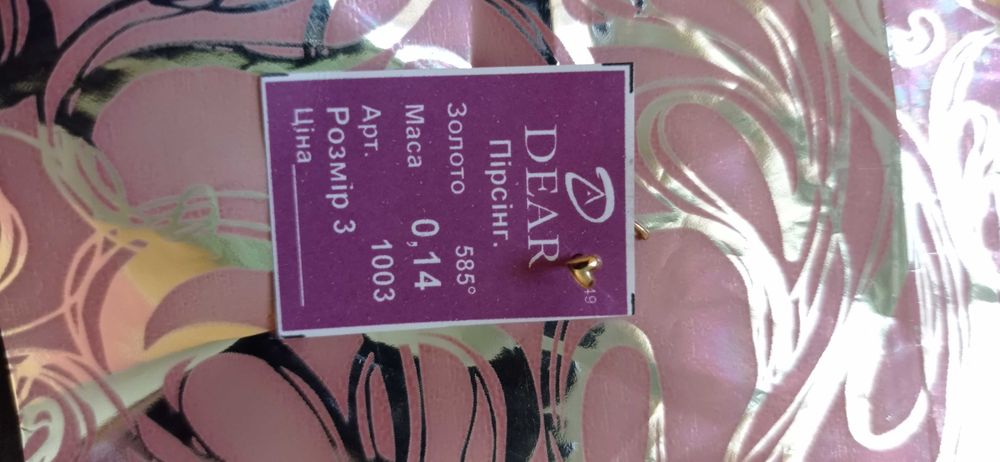 DEAR
Пірсінг.
Золото 585°
Маса 0,14
Арт. 1003
Розмір 3
Ціна